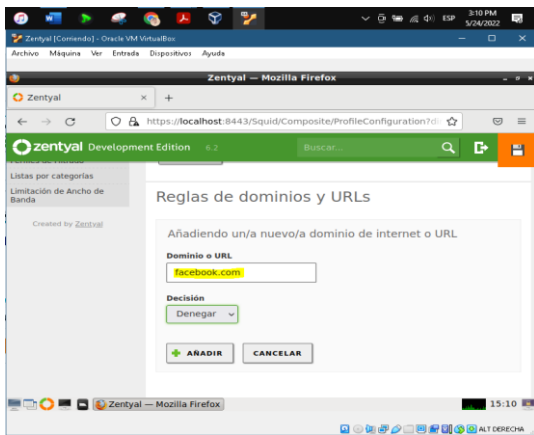 3:10 PM
ESP
5/24/2022
Zentyal [Corriendo] - Oracle VM VirtualBox
Archivo Máquina Ver Entrada Dispositivos Ayuda
Zentyal — Mozilla Firefox
Zentyal
https://localhost:8443/Squid/Composite/ProfileConfiguration?di
zentyal Development Edition 6.2 Buscar...
Listas por categorías
Limitación de Ancho de
Banda
Created by Zentyal
Reglas de dominios y URLs
Añadiendo un/a nuevo/a dominio de internet o URL
Dominio o URL
facebook.com
Decisión
Denegar
AÑADIR CANCELAR
Zentyal — Mozilla Firefox 15:10
ALT DERECHA